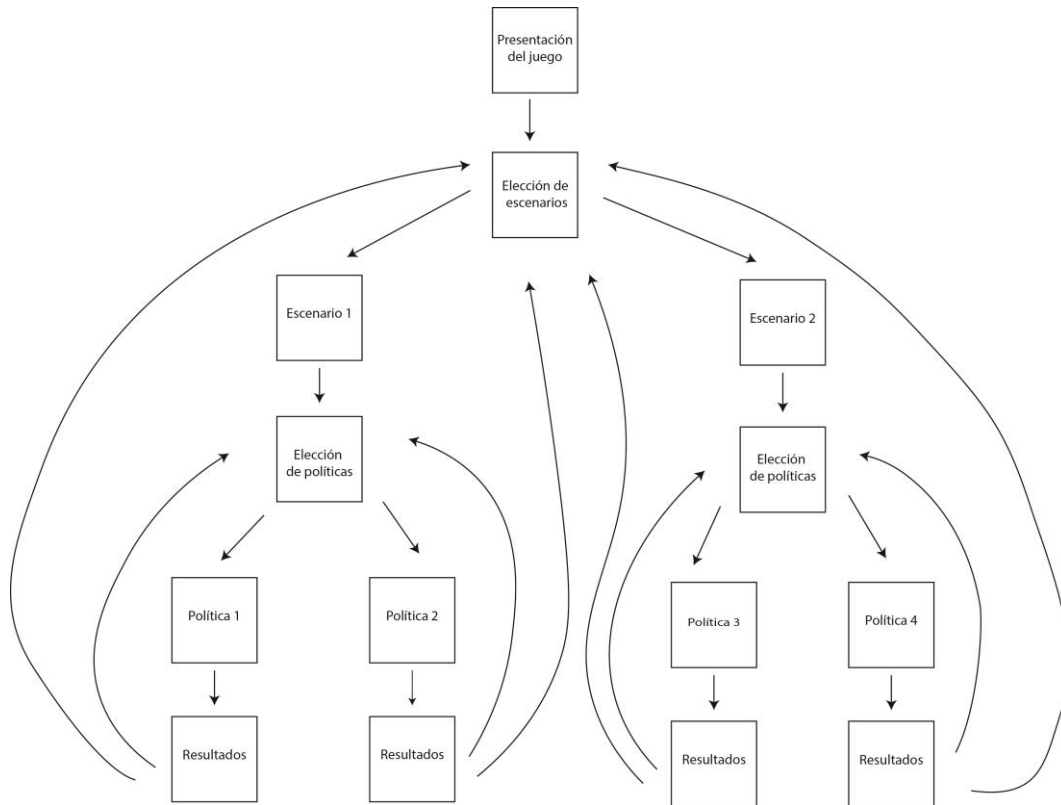 Presentación
del juego
Elección de
escenarios
Escenario 1
Escenario 2
Elección
de políticas
Elección
de políticas
Política 1
Política 2
Política 3
Política 4
Resultados
Resultados
Resultados
Resultados